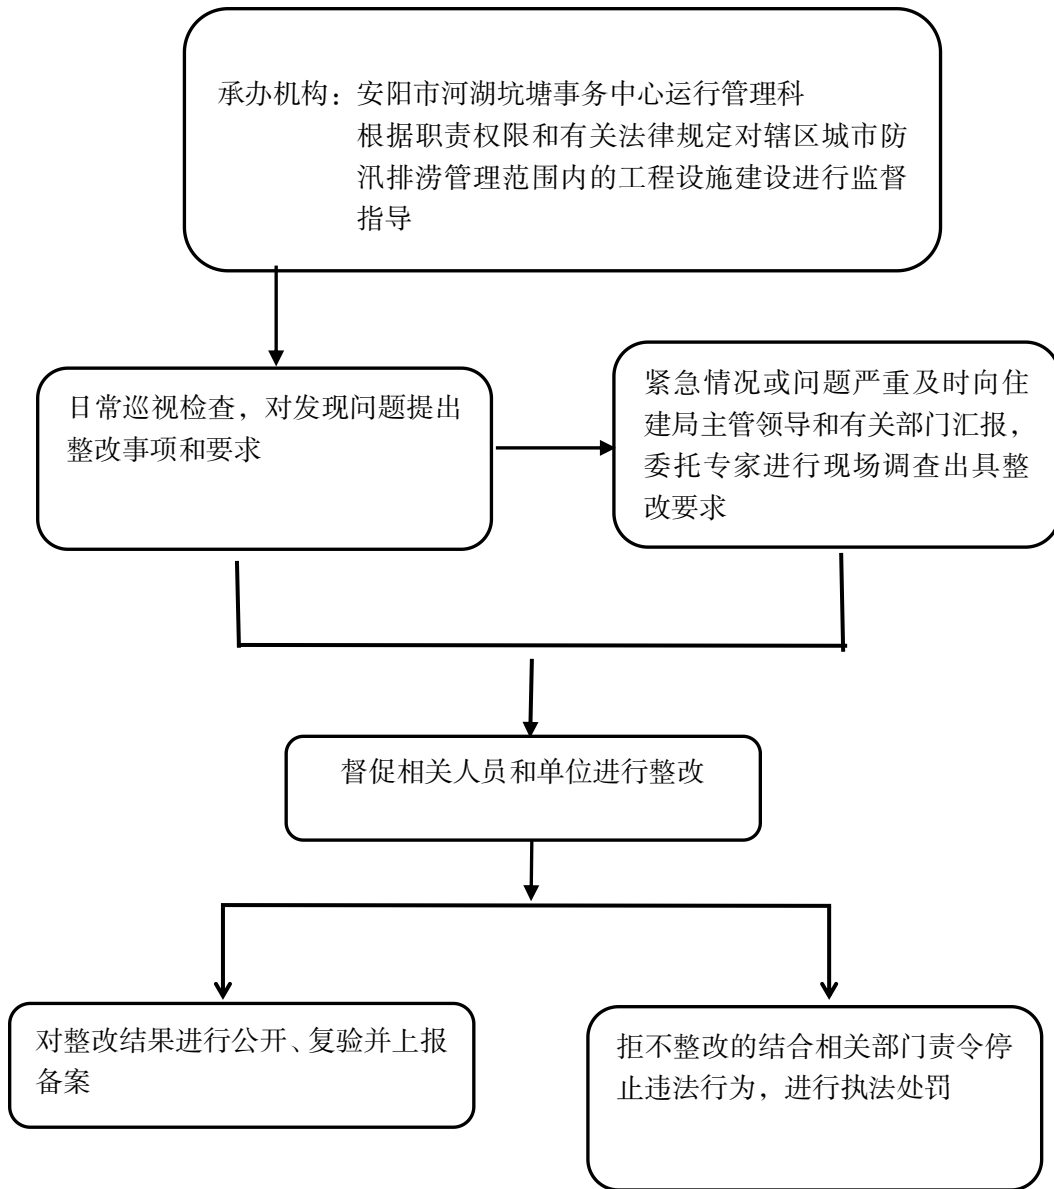 承办机构：安阳市河湖坑塘事务中心运行管理科
根据职责权限和有关法律规定对辖区城市防
汛排涝管理范围内的工程设施建设进行监督
指导
日常巡视检查，对发现问题提出
整改事项和要求
紧急情况或问题严重及时向住
建局主管领导和有关部门汇报，
委托专家进行现场调查出具整
改要求
督促相关人员和单位进行整改
对整改结果进行公开、复验并上报
备案
拒不整改的结合相关部门责令停
止违法行为，进行执法处罚